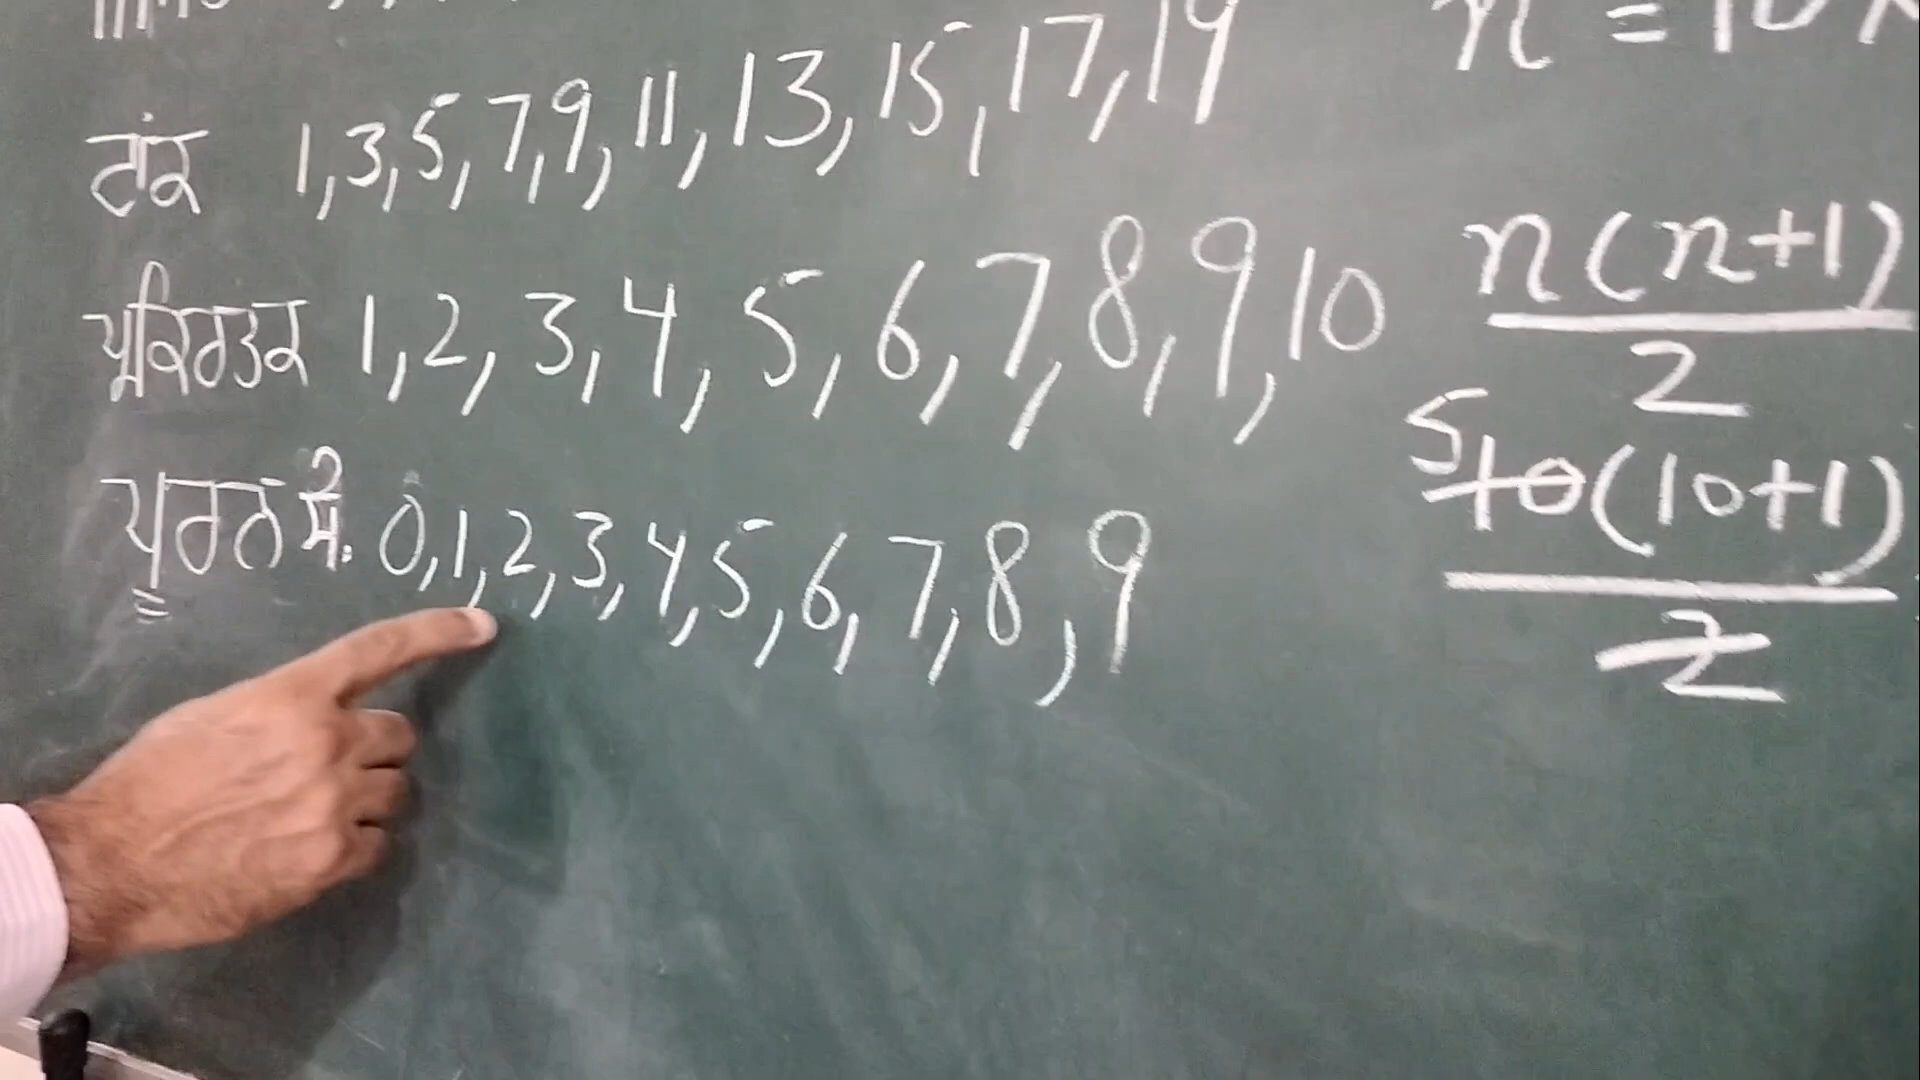 n = 10
ਟਾਂਕ 1,3,5,7,9,11,13,15,17,19
ਪ੍ਰਕਿਰਤਕ 1,2,3,4,5,6,7,8,9,10
n(n+1)
2
ਪੂਰਨ ਸੰ. 0,1,2,3,4,5,6,7,8,9
5
10(10+1)
2